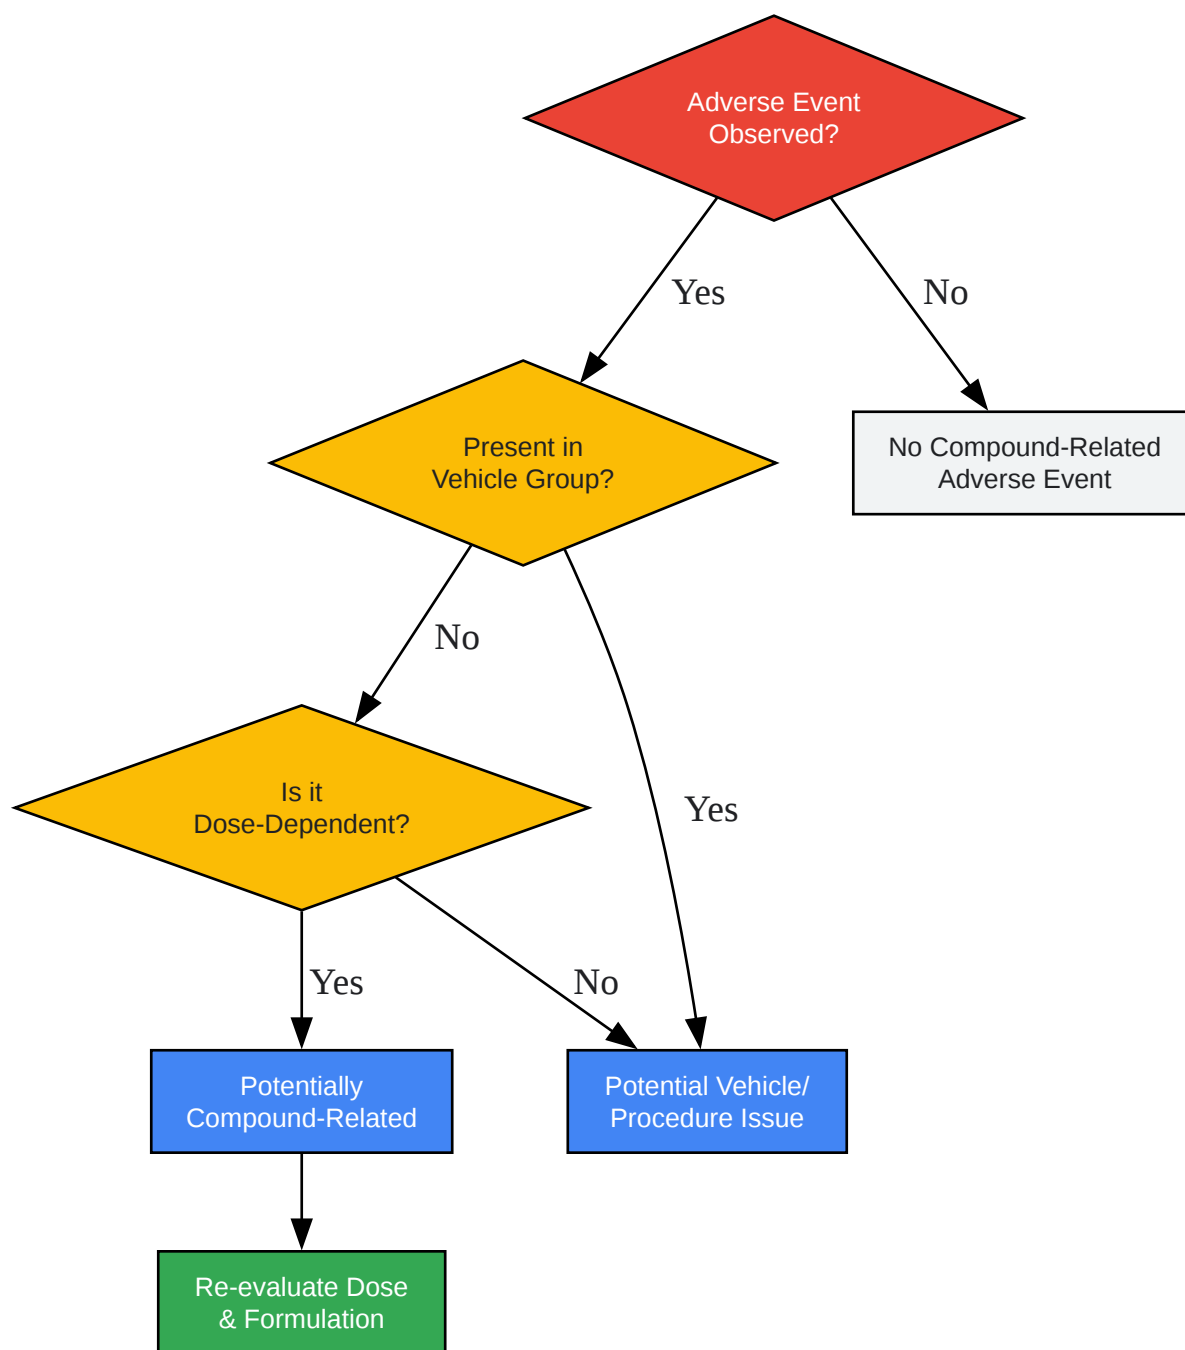 Adverse Event
Observed?
Yes
No
Present in
Vehicle Group?
No Compound-Related
Adverse Event
No
Is it
Dose-Dependent?
Yes
Yes
No
Potentially
Compound-Related
Potential Vehicle/
Procedure Issue
Re-evaluate Dose
& Formulation